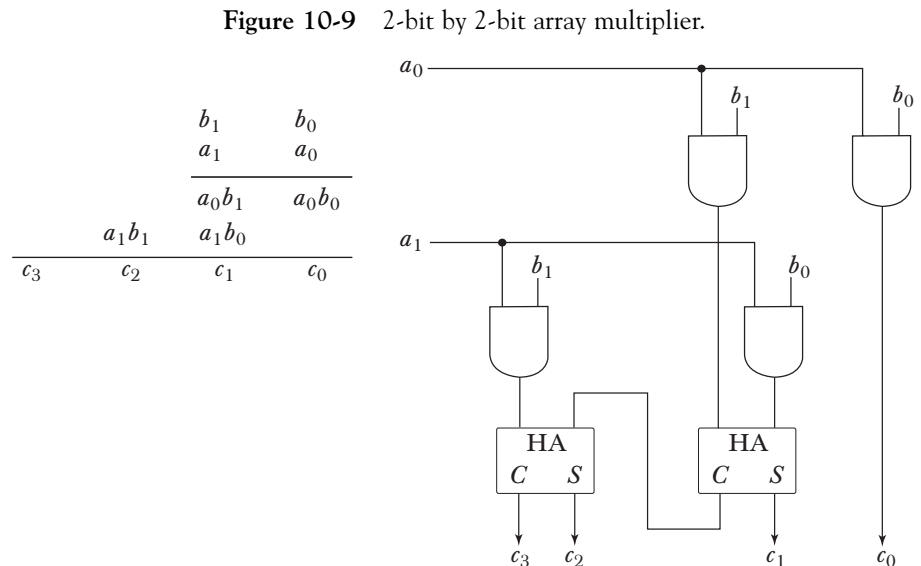 Figure 10-9 2-bit by 2-bit array multiplier.
b₁ b₀
a₁ a₀
a₀b₁ a₀b₀
a₁b₁ a₁b₀
c₃ c₂ c₁ c₀
a₀
b₁ b₀
a₁
b₁ b₀
HA HA
C S C S
c₃ c₂ c₁ c₀